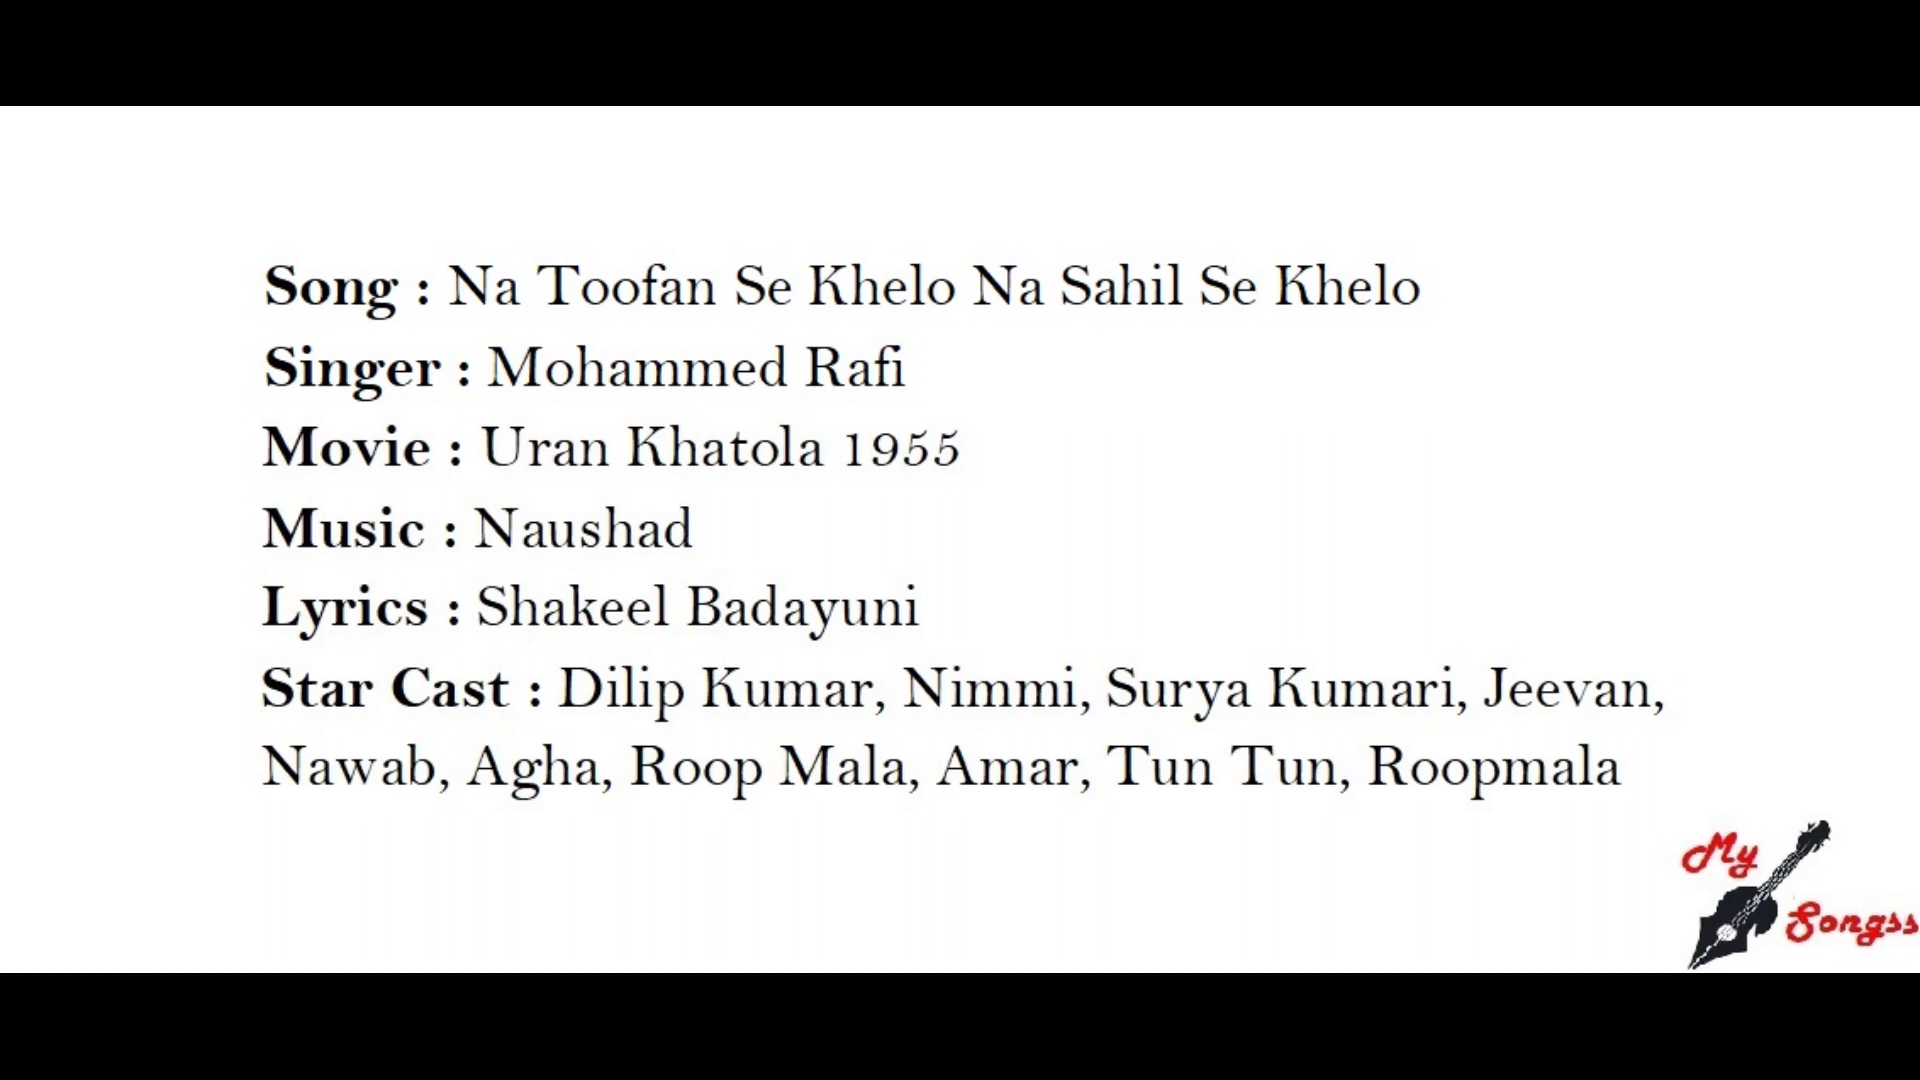 Song : Na Toofan Se Khelo Na Sahil Se Khelo
Singer : Mohammed Rafi
Movie : Uran Khatola 1955
Music : Naushad
Lyrics : Shakeel Badayuni
Star Cast : Dilip Kumar, Nimmi, Surya Kumari, Jeevan,
Nawab, Agha, Roop Mala, Amar, Tun Tun, Roopmala
My
Songss